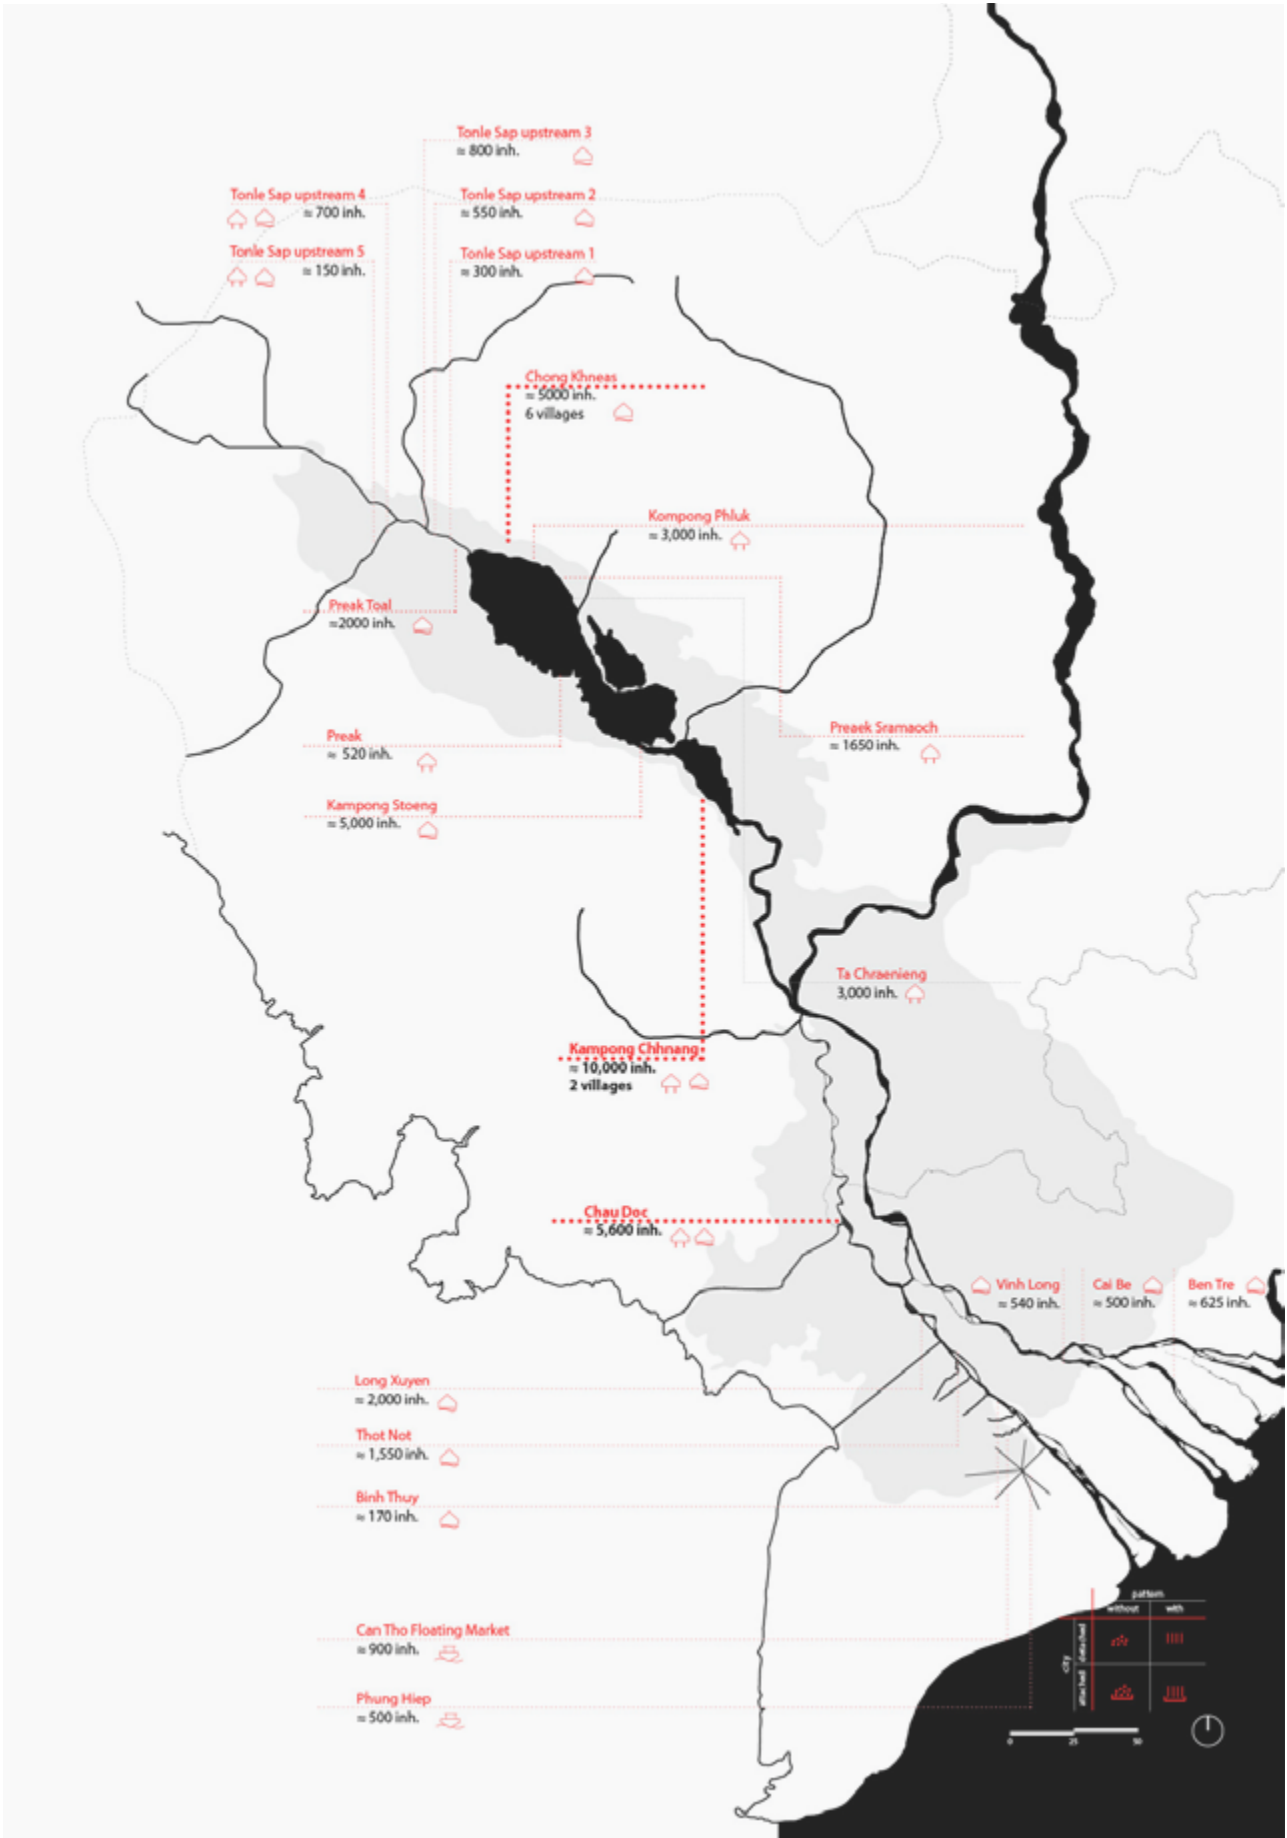 Tonle Sap upstream 3
≈ 800 inh.
Tonle Sap upstream 4
≈ 700 inh.
Tonle Sap upstream 2
≈ 550 inh.
Tonle Sap upstream 5
≈ 150 inh.
Tonle Sap upstream 1
≈ 300 inh.
Chong Khneas
≈ 5000 inh.
6 villages
Kompong Phluk
≈ 3,000 inh.
Preak Toal
≈2000 inh.
Preak
≈ 520 inh.
Preaek Sramaoch
≈ 1650 inh.
Kampong Stoeng
≈ 5,000 inh.
Ta Chraenieng
3,000 inh.
Kampong Chhnang
≈ 10,000 inh.
2 villages
Chau Doc
≈ 5,600 inh.
Vinh Long
≈ 540 inh.
Cai Be
≈ 500 inh.
Ben Tre
≈ 625 inh.
Long Xuyen
≈ 2,000 inh.
Thot Not
≈ 1,550 inh.
Binh Thuy
≈ 170 inh.
Can Tho Floating Market
≈ 900 inh.
Phung Hiep
≈ 500 inh.
pattern
without with
city
detached
attached
0 25 50